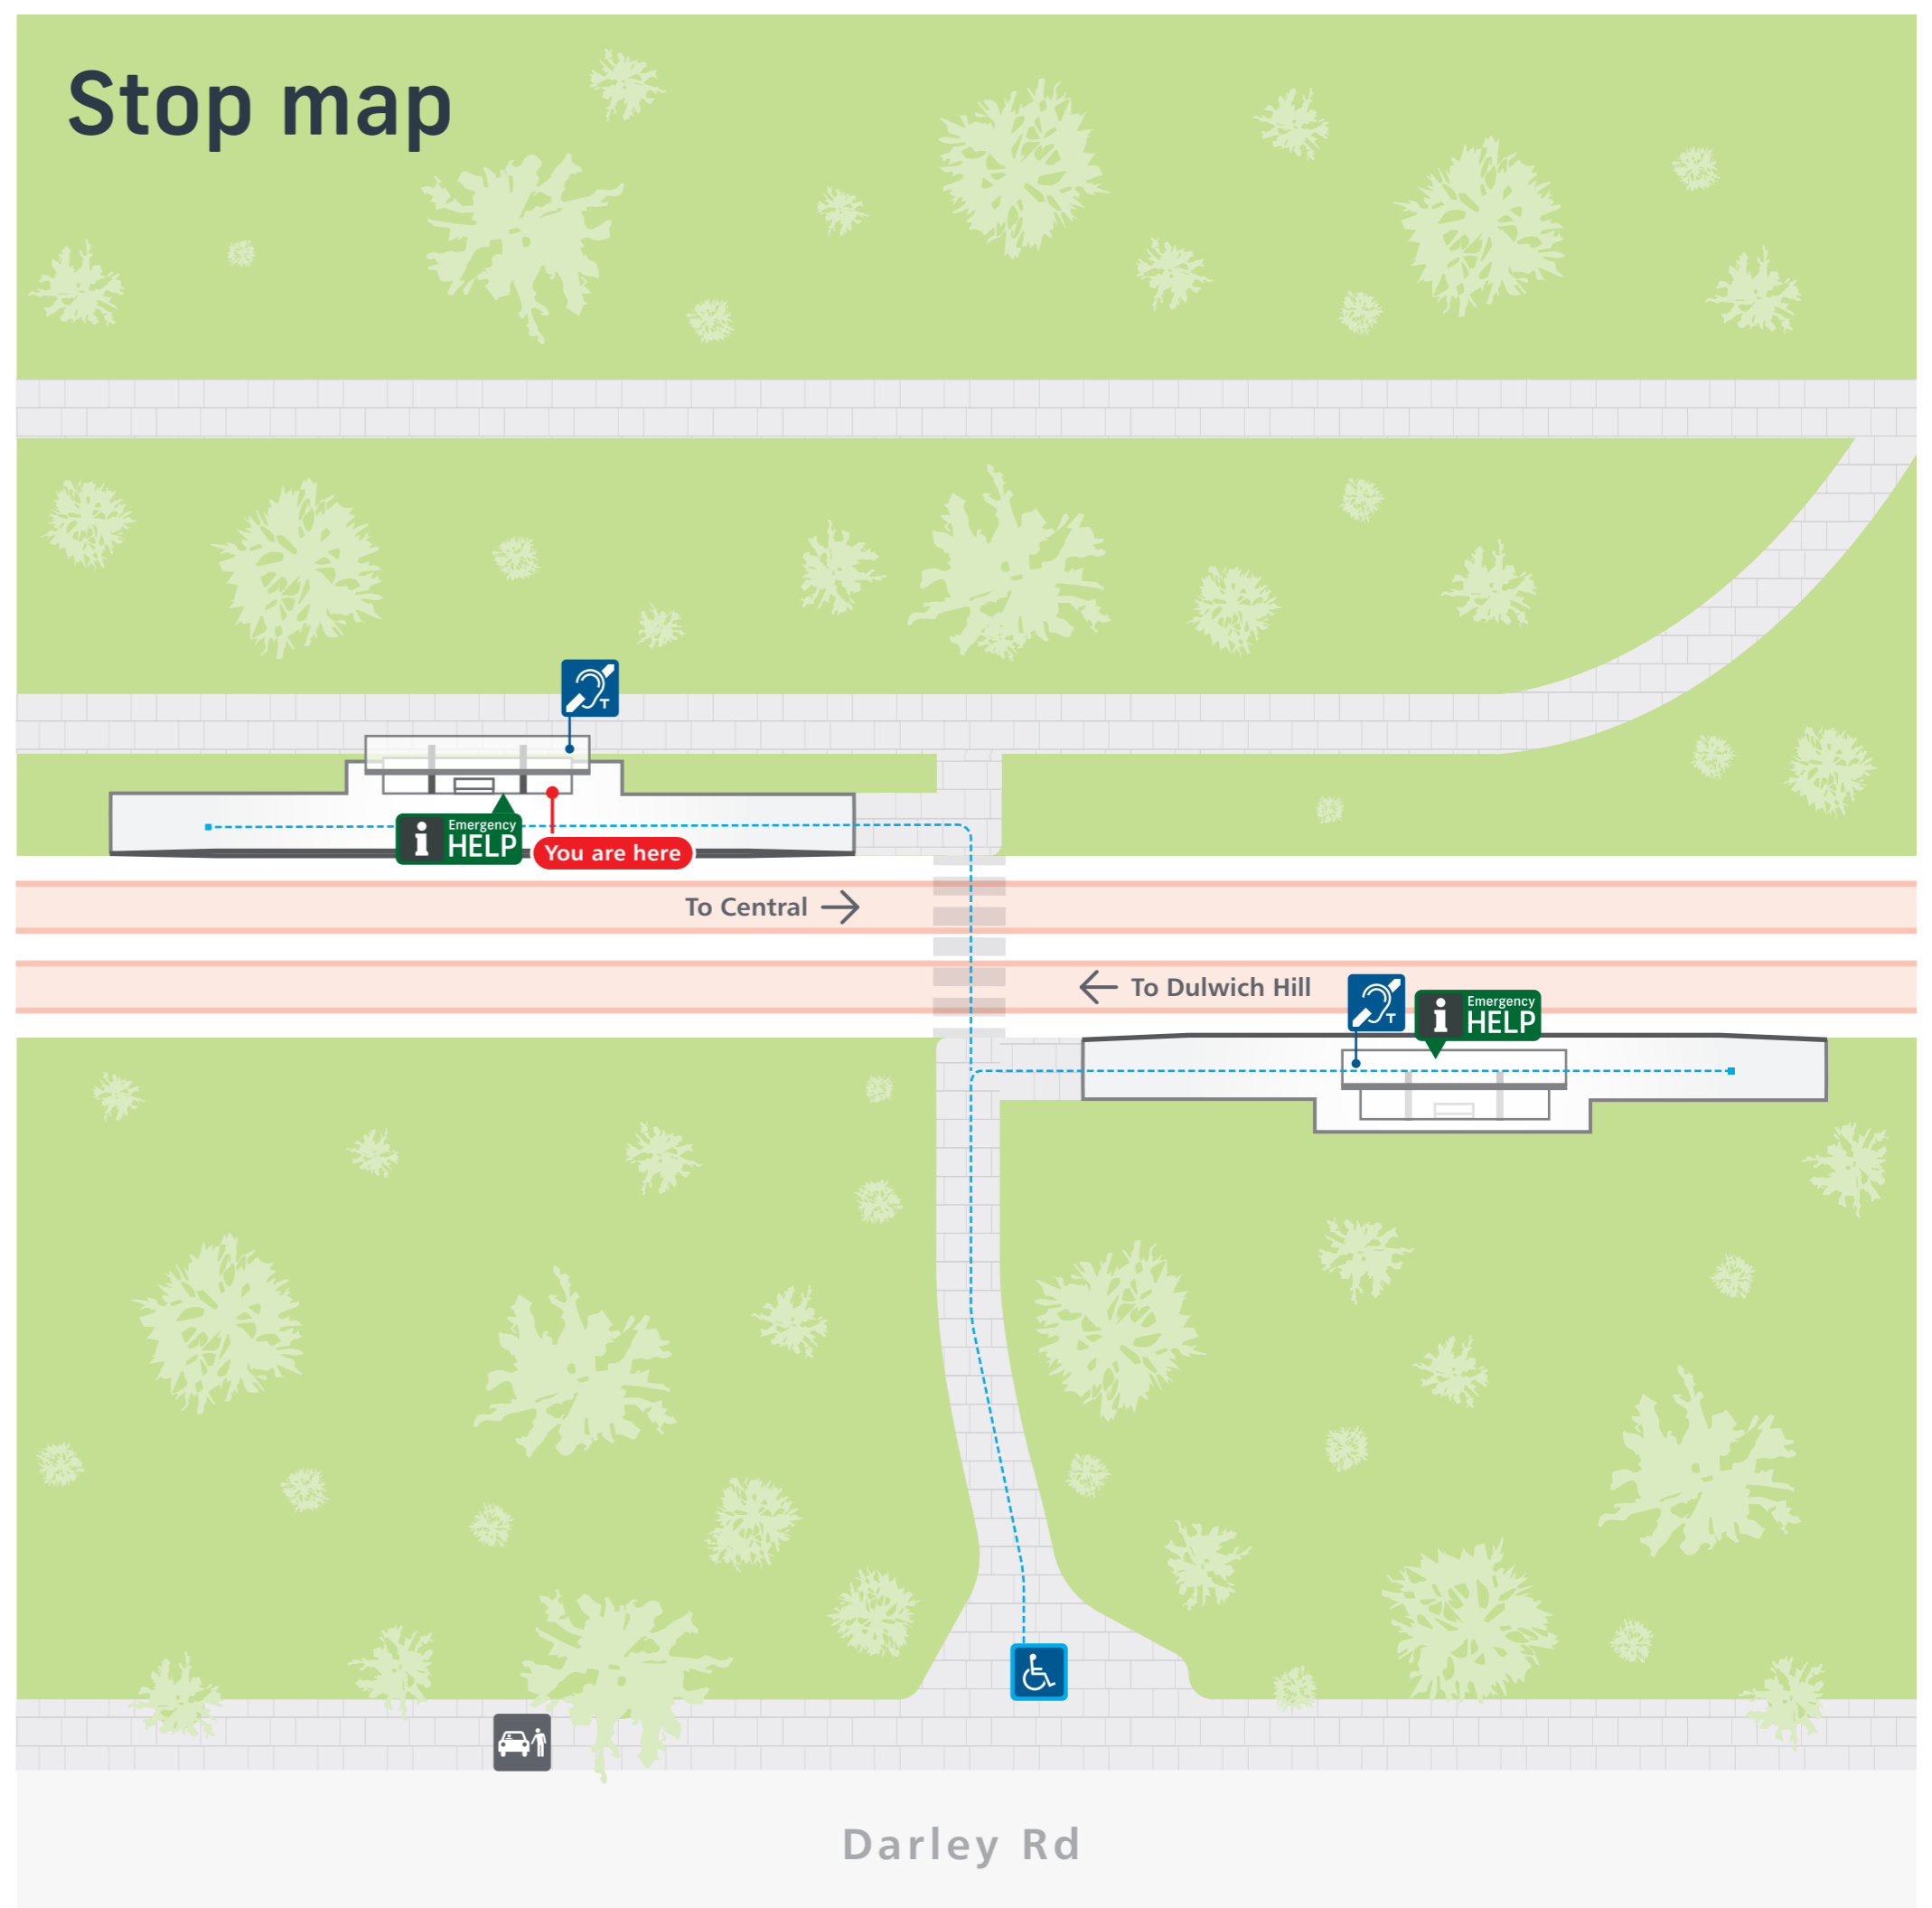 Stop map
T
i Emergency
HELP
You are here
To Central
To Dulwich Hill
T
i Emergency
HELP
Darley Rd